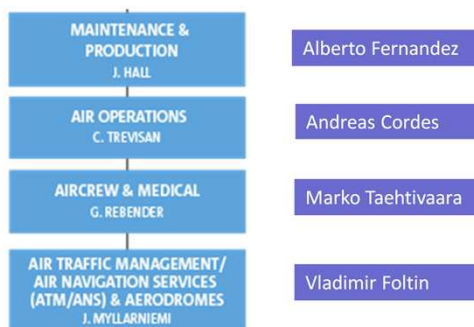 MAINTENANCE &
PRODUCTION
J. HALL
Alberto Fernandez
AIR OPERATIONS
C. TREVISAN
Andreas Cordes
AIRCREW & MEDICAL
G. REBENDER
Marko Taehtivaara
AIR TRAFFIC MANAGEMENT/
AIR NAVIGATION SERVICES
(ATM/ANS) & AERODROMES
J. MYLLARNIEMI
Vladimir Foltin